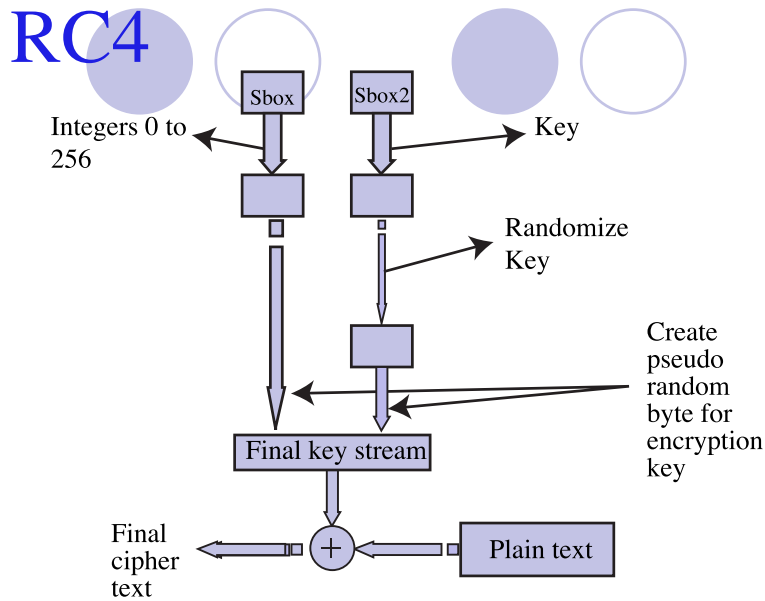 RC4
Sbox
Sbox2
Integers 0 to
256
Key
Randomize
Key
Create
pseudo
random
byte for
encryption
key
Final key stream
Final
cipher
text
+
Plain text